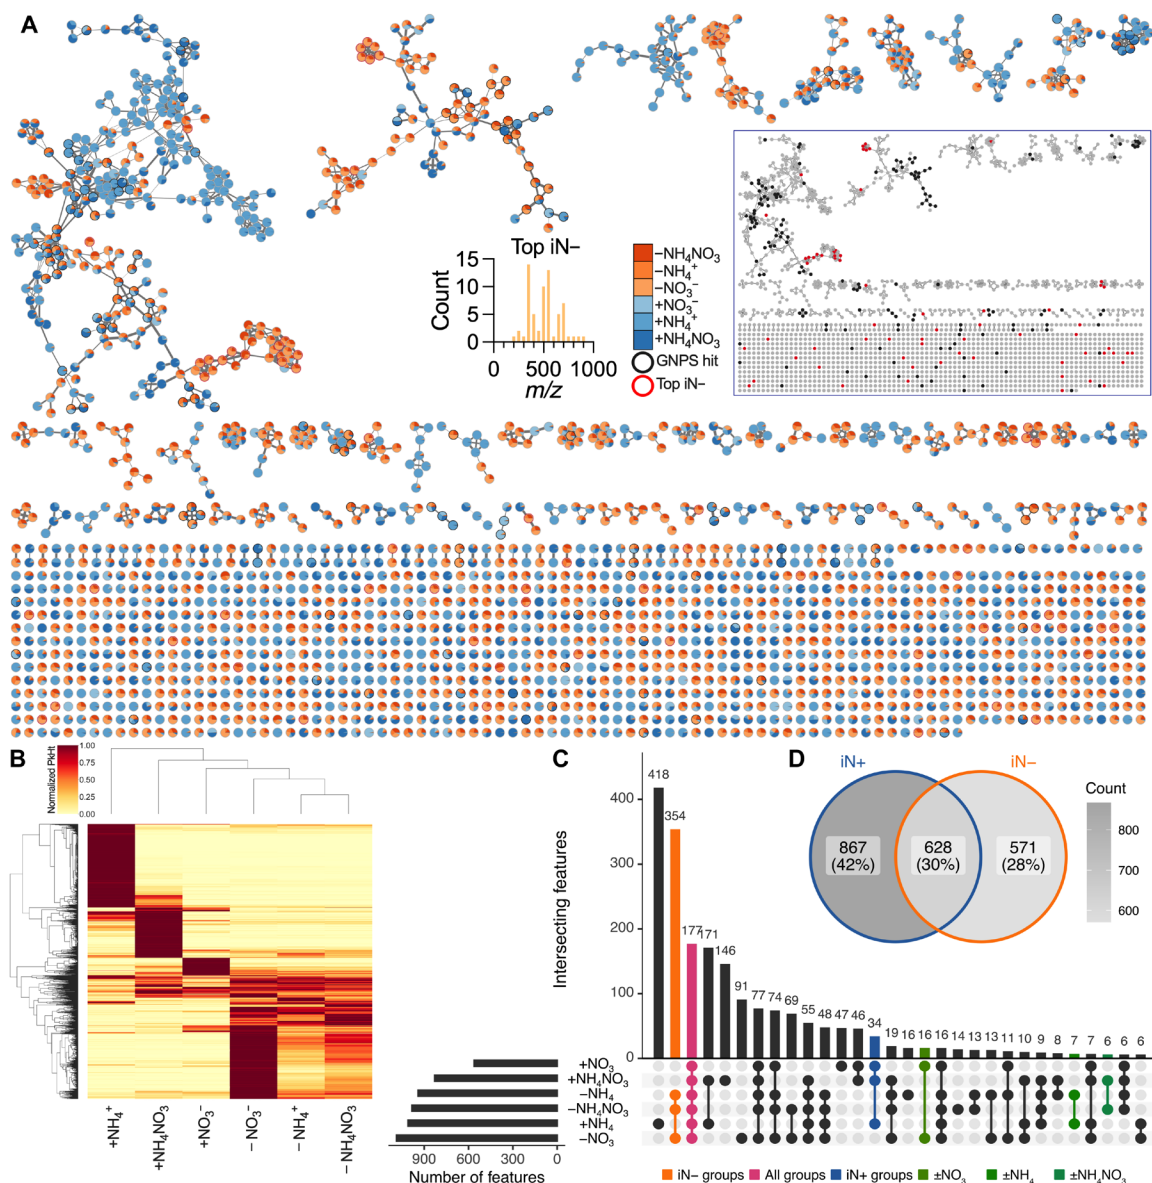 A
Top iN−
Count
15
10
5
0
0
500
1000
m/z
−NH₄NO₃
−NH₄⁺
−NO₃⁻
+NO₃⁻
+NH₄⁺
+NH₄NO₃
GNPS hit
Top iN−
B
Normalized PkHt
1.00
0.75
0.50
0.25
0.00
+NH₄⁺
+NH₄NO₃
+NO₃⁻
−NO₃⁻
−NH₄⁺
−NH₄NO₃
C
Intersecting features
400
300
200
100
0
418
354
177
171
146
91
77
74
69
55
48
47
46
34
19
16
16
16
14
13
13
11
10
9
8
7
7
6
6
6
+NO₃
+NH₄NO₃
−NH₄
−NH₄NO₃
+NH₄
−NO₃
900
600
300
0
Number of features
iN− groups
All groups
iN+ groups
±NO₃
±NH₄
±NH₄NO₃
D
iN+
iN−
867
(42%)
628
(30%)
571
(28%)
Count
800
700
600